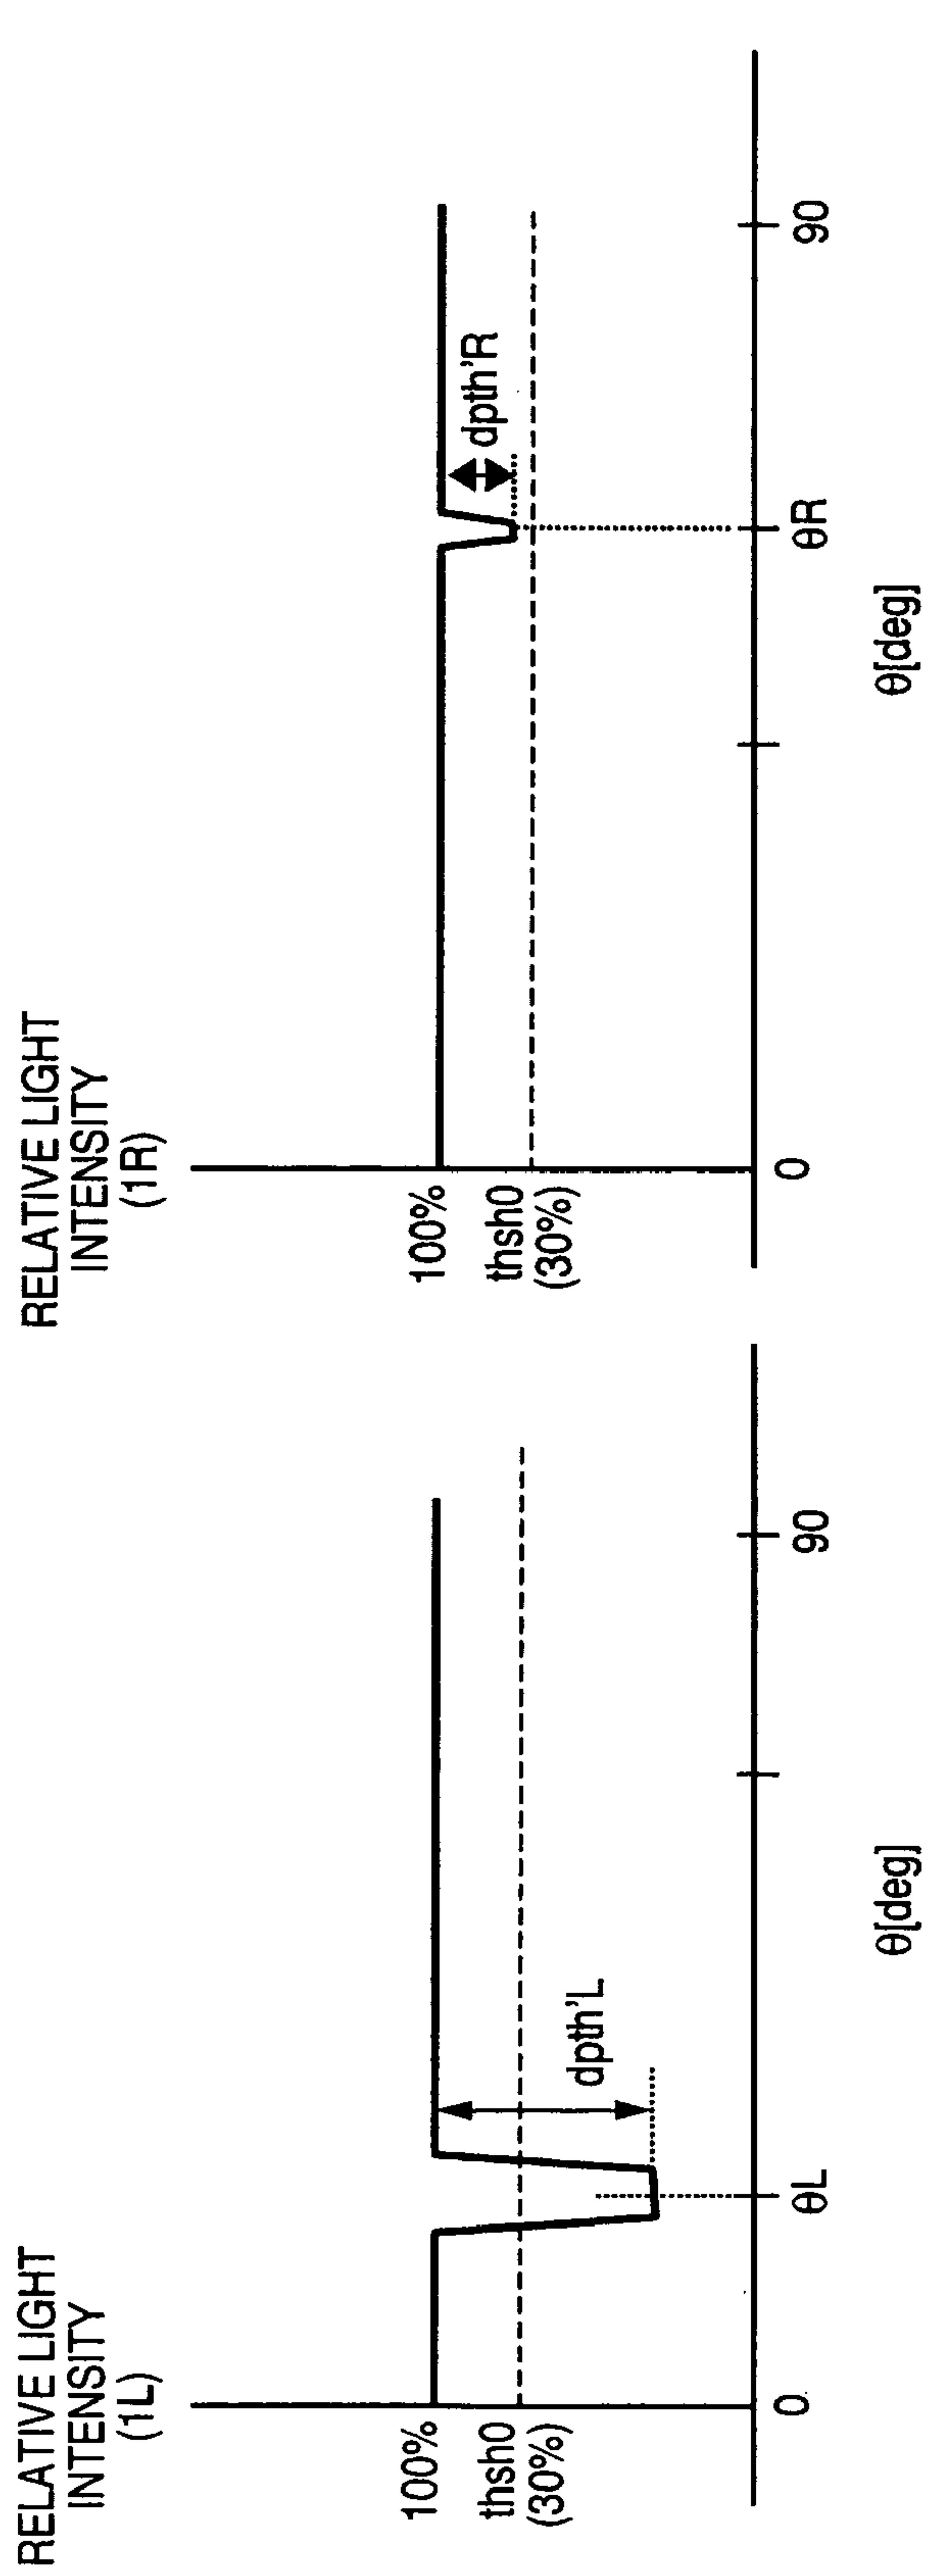 RELATIVE LIGHT
INTENSITY
(1L)
100%
thsh0
(30%)
dpth'L
0
θL
90
θ[deg]
RELATIVE LIGHT
INTENSITY
(1R)
100%
thsh0
(30%)
dpth'R
0
θR
90
θ[deg]